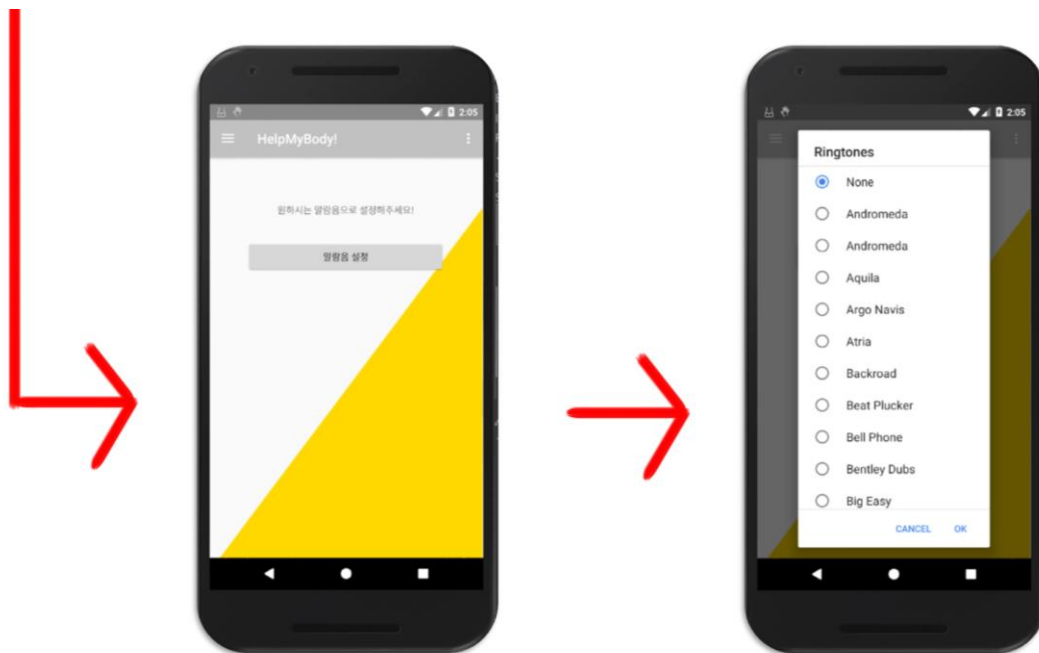 2:05
HelpMyBody!
원하시는 알람음으로 설정해주세요!
알람음 설정
2:05
Ringtones
None
Andromeda
Andromeda
Aquila
Argo Navis
Atria
Backroad
Beat Plucker
Bell Phone
Bentley Dubs
Big Easy
CANCEL OK